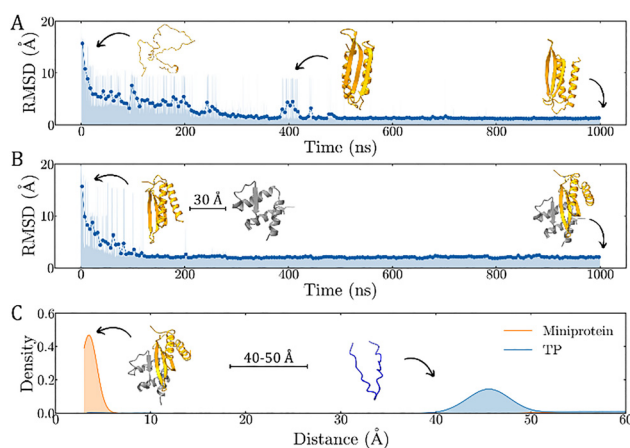 A
RMSD (Å)
20
15
10
5
0
0 200 400 600 800 1000
Time (ns)
B
RMSD (Å)
20
10
0
30 Å
0 200 400 600 800 1000
Time (ns)
C
Density
0.6
0.4
0.2
0.0
40-50 Å
Miniprotein
TP
0 10 20 30 40 50 60
Distance (Å)